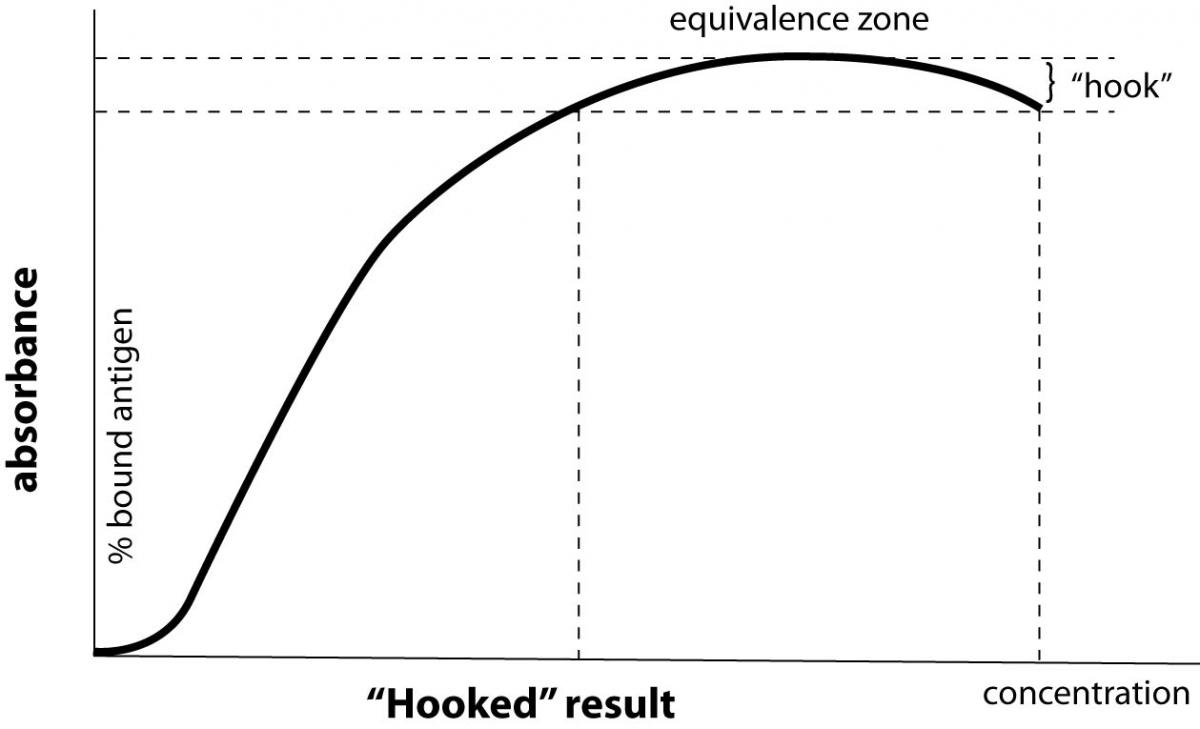 equivalence zone
“hook”
absorbance
% bound antigen
“Hooked” result
concentration